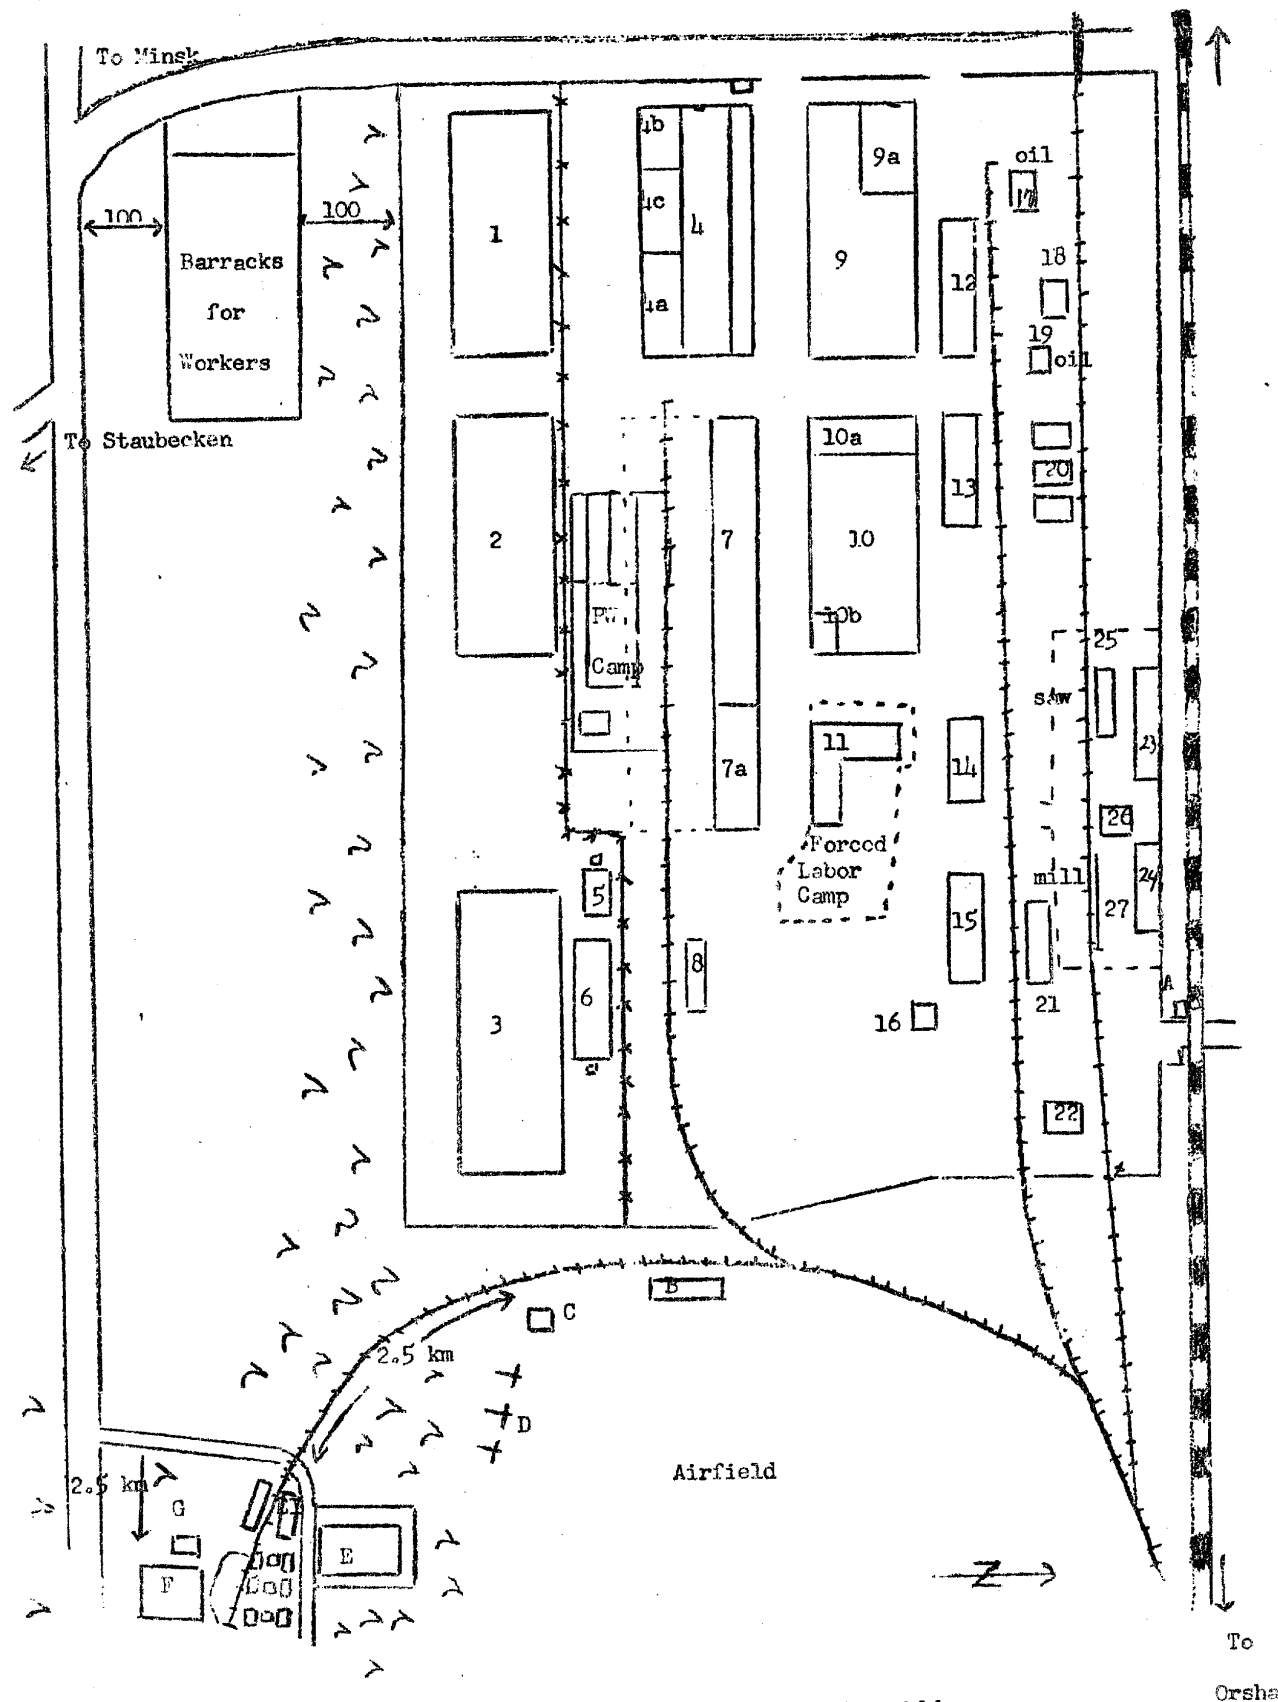 To Minsk
4b
oil
9a
17
4c
100
100
1
4
Barracks
9
18
12
for
4a
19
Workers
oil
To Staubecken
10a
20
13
2
7
10
PW
10b
25
Camp
saw
11
23
14
7a
26
Forced
5
Labor
mill
24
Camp
27
15
8
A
6
21
3
16
22
B
C
2.5 km
D
Airfield
2.5 km
G
E
Z
F
To
Orsha